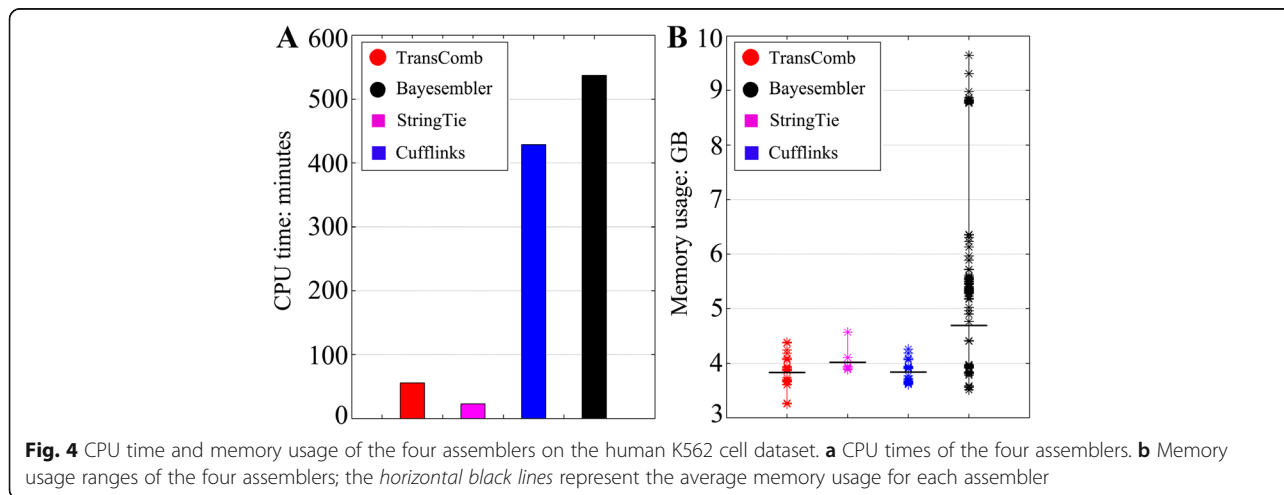 A
CPU time: minutes
600
500
400
300
200
100
0
TransComb
Bayesembler
StringTie
Cufflinks
B
Memory usage: GB
10
9
8
7
6
5
4
3
TransComb
Bayesembler
StringTie
Cufflinks
Fig. 4 CPU time and memory usage of the four assemblers on the human K562 cell dataset. a CPU times of the four assemblers. b Memory
usage ranges of the four assemblers; the horizontal black lines represent the average memory usage for each assembler